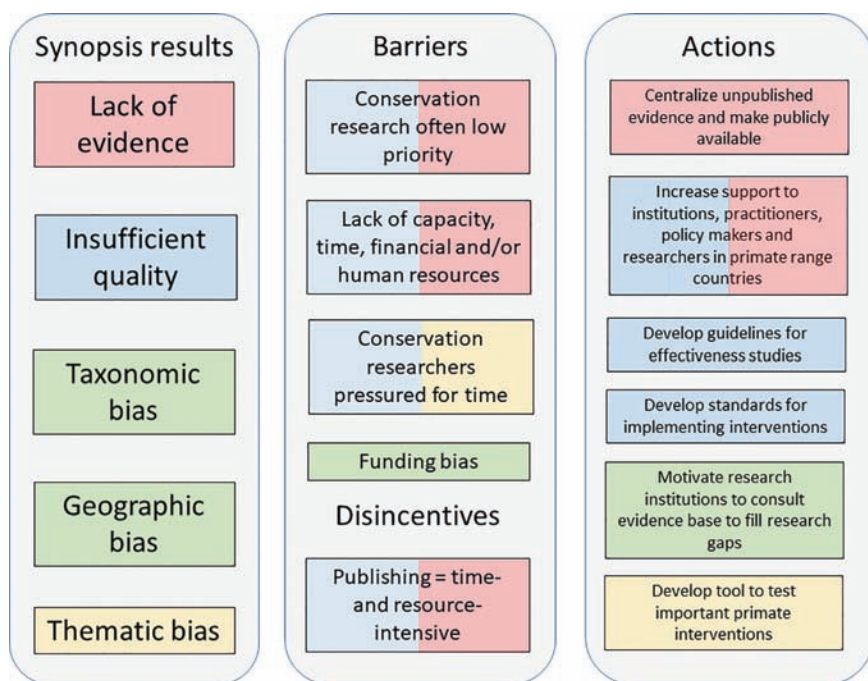 Synopsis results
Lack of
evidence
Insufficient
quality
Taxonomic
bias
Geographic
bias
Thematic bias
Barriers
Conservation
research often low
priority
Lack of capacity,
time, financial and/or
human resources
Conservation
researchers
pressured for time
Funding bias
Disincentives
Publishing = time-
and resource-
intensive
Actions
Centralize unpublished
evidence and make publicly
available
Increase support to
institutions, practitioners,
policy makers and
researchers in primate range
countries
Develop guidelines for
effectiveness studies
Develop standards for
implementing interventions
Motivate research
institutions to consult
evidence base to fill research
gaps
Develop tool to test
important primate
interventions